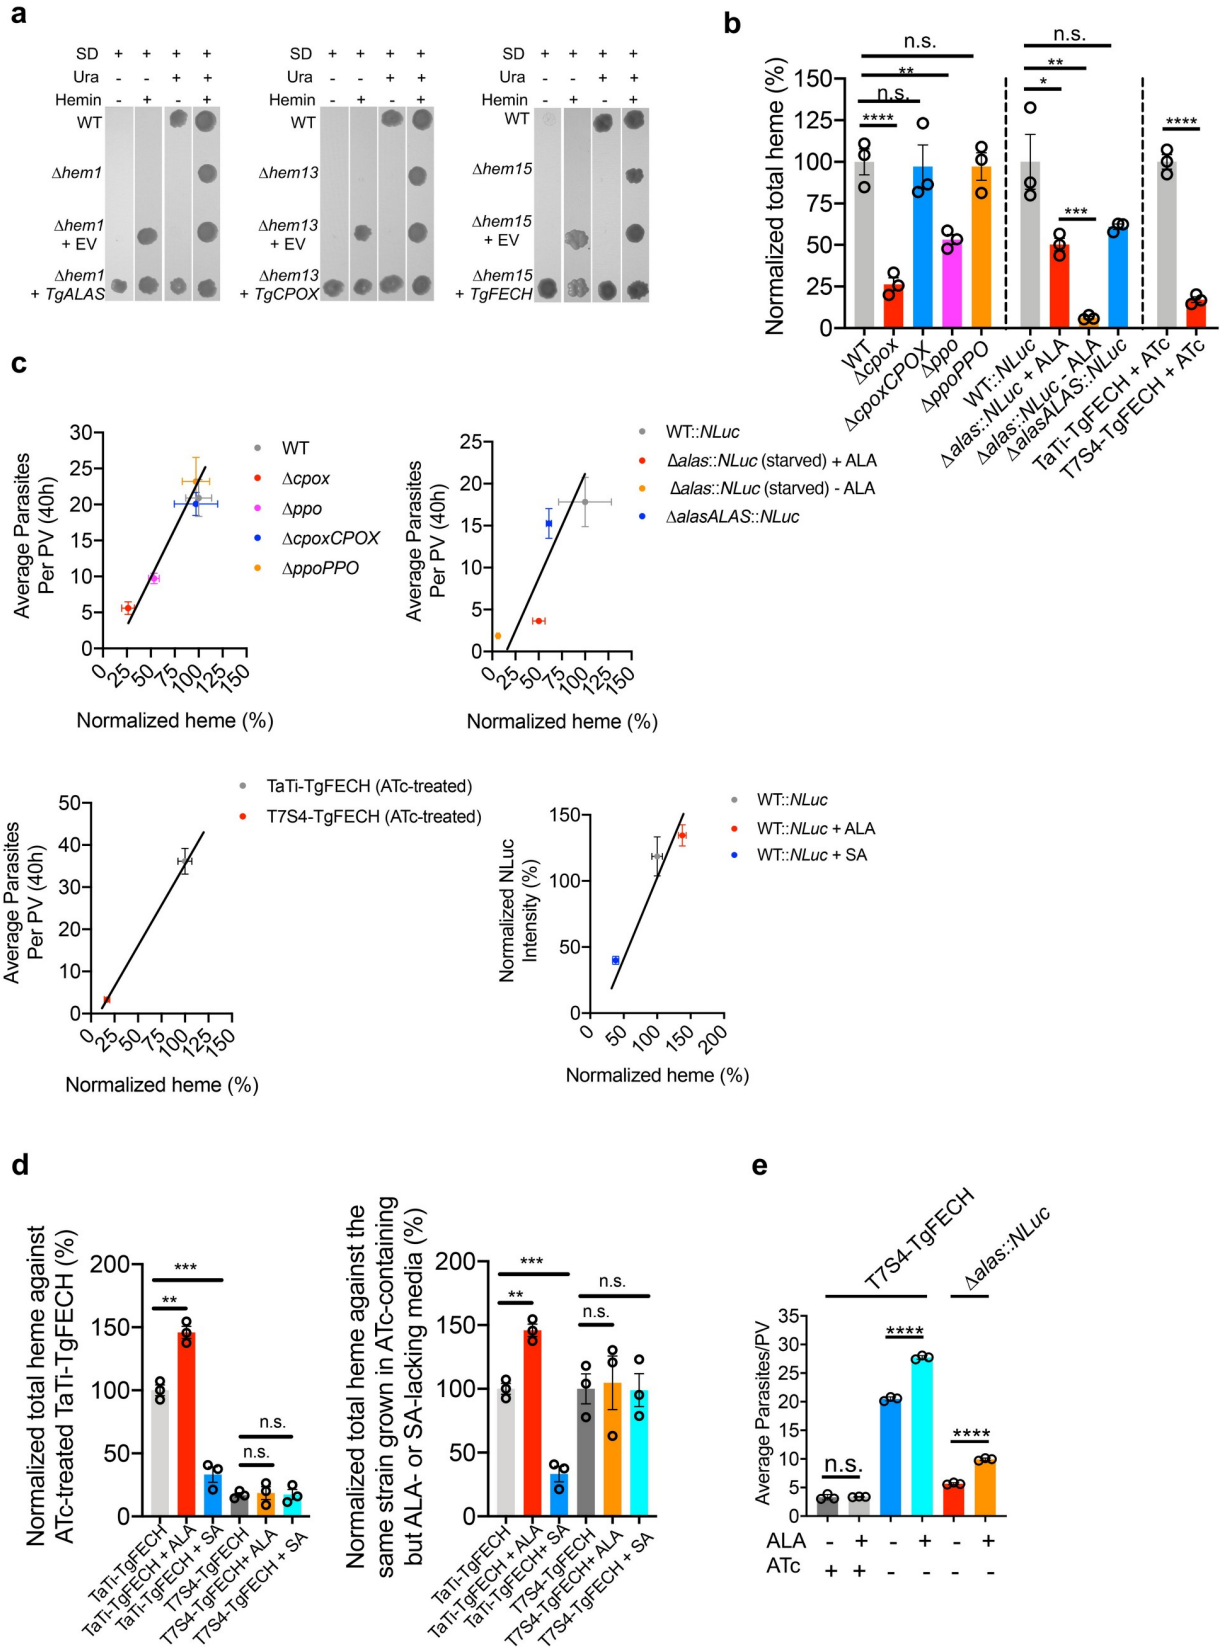 a
SD + + + +
Ura - - + +
Hemin - + - +
WT
Δhem1
Δhem1
+ EV
Δhem1
+ TgALAS
SD + + + +
Ura - - + +
Hemin - + - +
WT
Δhem13
Δhem13
+ EV
Δhem13
+ TgCPOX
SD + + + +
Ura - - + +
Hemin - + - +
WT
Δhem15
Δhem15
+ EV
Δhem15
+ TgFECH
b
Normalized total heme (%)
150
125
100
75
50
25
0
n.s.
**
n.s.
****
n.s.
**
*
***
****
WT
Δcpox
ΔcpoxCPOX
Δppo
ΔppoPPO
WT::NLuc
Δalas::NLuc + ALA
Δalas::NLuc - ALA
ΔalasALAS::NLuc
TaTi-TgFECH + ATc
T7S4-TgFECH + ATc
c
Average Parasites
Per PV (40h)
30
25
20
15
10
5
0
0 25 50 75 100 125 150
Normalized heme (%)
WT
Δcpox
Δppo
ΔcpoxCPOX
ΔppoPPO
Average Parasites
Per PV (40h)
25
20
15
10
5
0
0 25 50 75 100 125 150
Normalized heme (%)
WT::NLuc
Δalas::NLuc (starved) + ALA
Δalas::NLuc (starved) - ALA
ΔalasALAS::NLuc
Average Parasites
Per PV (40h)
50
40
30
20
10
0
0 25 50 75 100 125 150
Normalized heme (%)
TaTi-TgFECH (ATc-treated)
T7S4-TgFECH (ATc-treated)
Normalized NLuc
Intensity (%)
150
100
50
0
0 50 100 150 200
Normalized heme (%)
WT::NLuc
WT::NLuc + ALA
WT::NLuc + SA
d
Normalized total heme against
ATc-treated TaTi-TgFECH (%)
200
150
100
50
0
***
**
n.s.
n.s.
TaTi-TgFECH
TaTi-TgFECH + ALA
TaTi-TgFECH + SA
T7S4-TgFECH
T7S4-TgFECH+ ALA
T7S4-TgFECH + SA
Normalized total heme against the
same strain grown in ATc-containing
but ALA- or SA-lacking media (%)
200
150
100
50
0
***
**
n.s.
n.s.
TaTi-TgFECH
TaTi-TgFECH + ALA
TaTi-TgFECH+ SA
T7S4-TgFECH
T7S4-TgFECH+ ALA
T7S4-TgFECH + SA
e
T7S4-TgFECH
Δalas::NLuc
Average Parasites/PV
35
30
25
20
15
10
5
0
n.s.
****
****
ALA - + - + - +
ATc + + - - - -